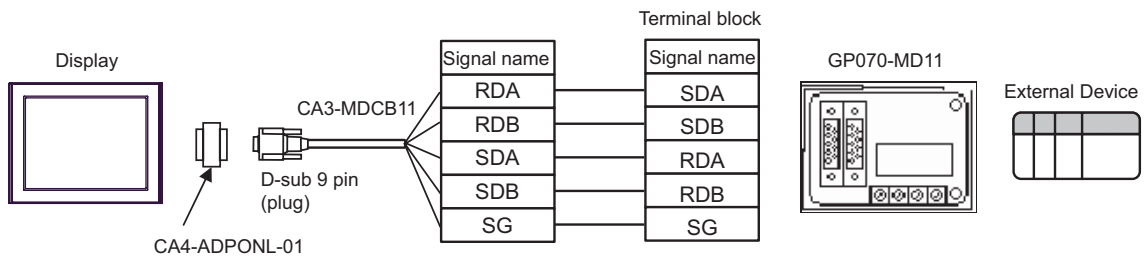 Display
CA4-ADPONL-01
CA3-MDCB11
D-sub 9 pin
(plug)
Signal name
RDA
RDB
SDA
SDB
SG
Terminal block
Signal name
SDA
SDB
RDA
RDB
SG
GP070-MD11
External Device